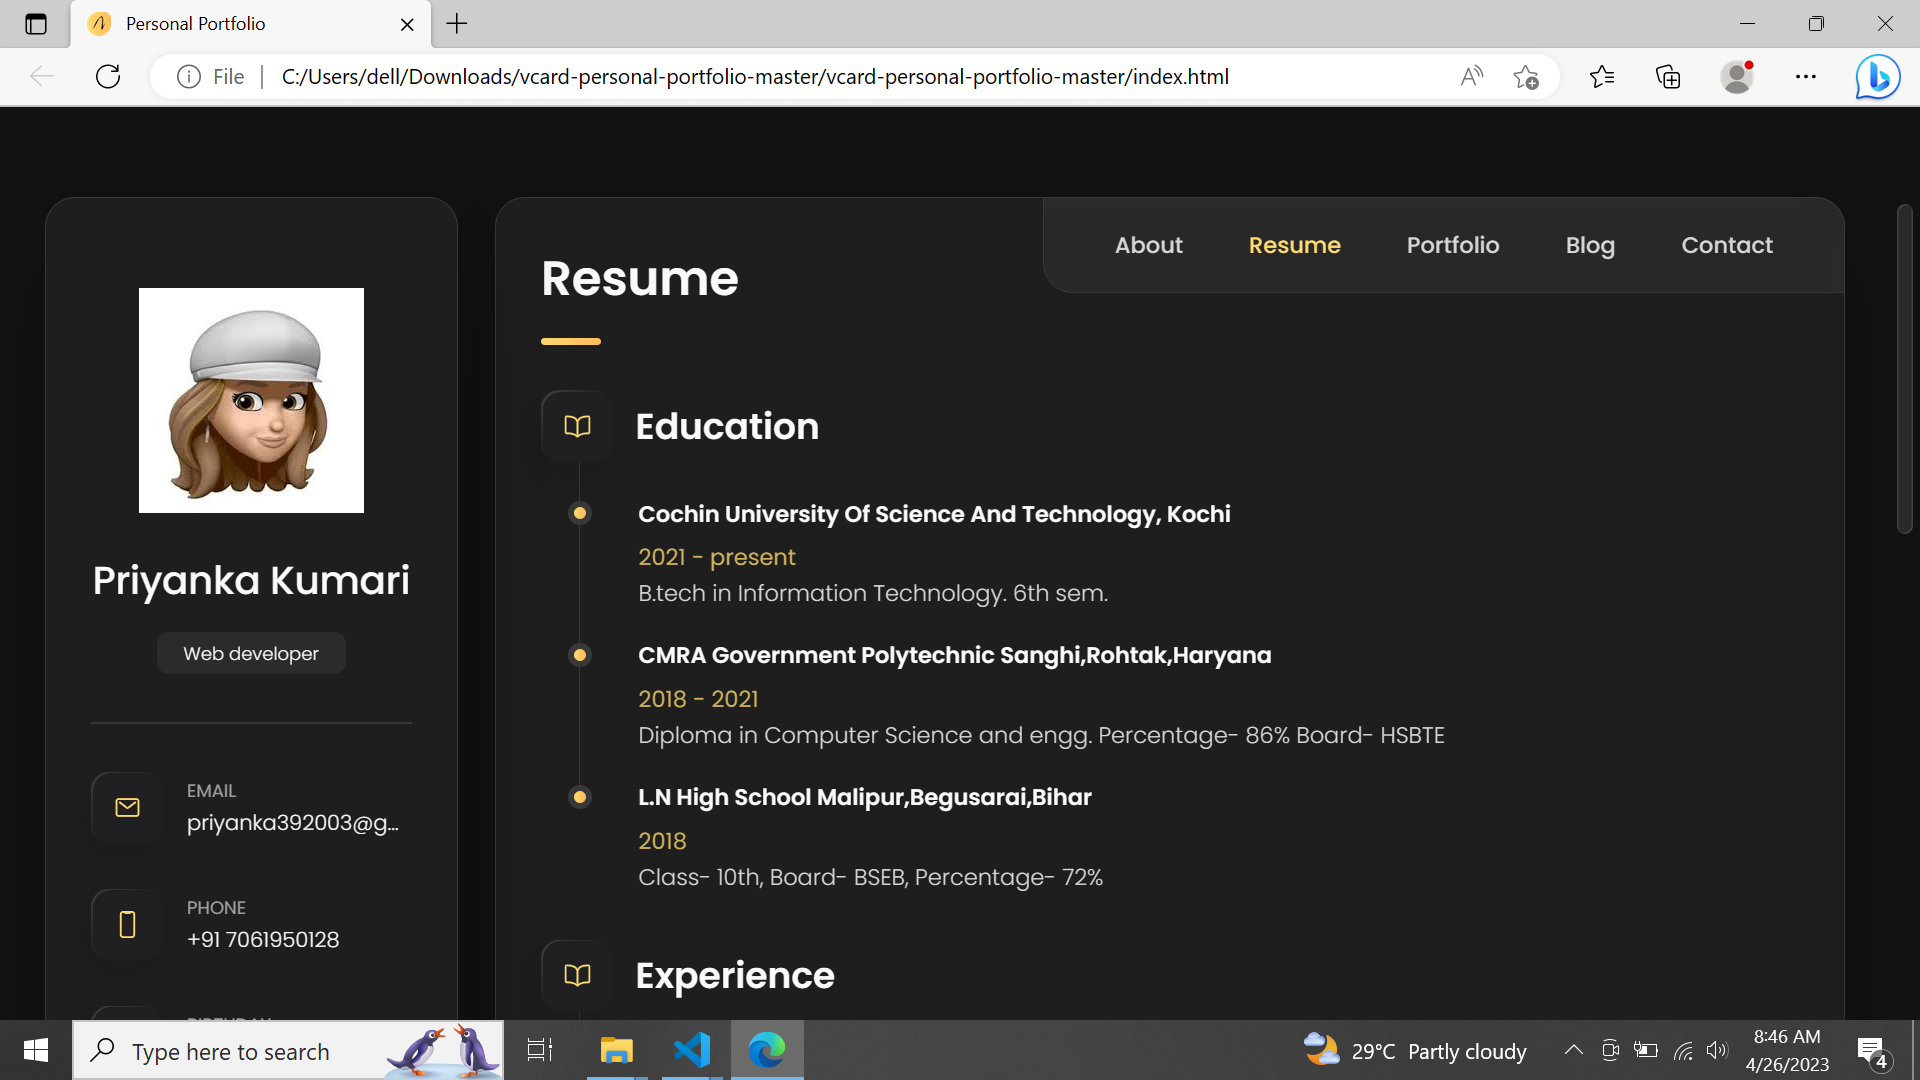 Personal Portfolio
File
C:/Users/dell/Downloads/vcard-personal-portfolio-master/vcard-personal-portfolio-master/index.html
About Resume Portfolio Blog Contact
Resume
Education
Cochin University Of Science And Technology, Kochi
2021 - present
B.tech in Information Technology. 6th sem.
CMRA Government Polytechnic Sanghi,Rohtak,Haryana
2018 - 2021
Diploma in Computer Science and engg. Percentage- 86% Board- HSBTE
L.N High School Malipur,Begusarai,Bihar
2018
Class- 10th, Board- BSEB, Percentage- 72%
Experience
Priyanka Kumari
Web developer
EMAIL
priyanka392003@g...
PHONE
+91 7061950128
Type here to search
29°C Partly cloudy
8:46 AM
4/26/2023
4